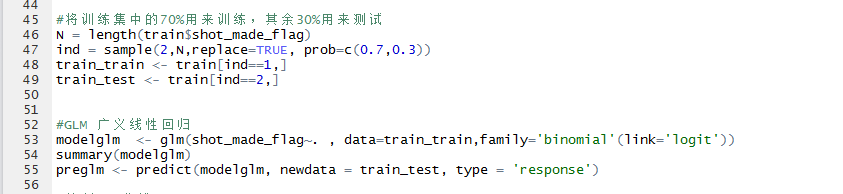 44
45 #将训练集中的70%用来训练，其余30%用来测试
46 N = length(train$shot_made_flag)
47 ind = sample(2,N,replace=TRUE, prob=c(0.7,0.3))
48 train_train <- train[ind==1,]
49 train_test <- train[ind==2,]
50
51
52 #GLM 广义线性回归
53 modelglm  <- glm(shot_made_flag~. , data=train_train,family='binomial'(link='logit'))
54 summary(modelglm)
55 preglm <- predict(modelglm, newdata = train_test, type = 'response')
56